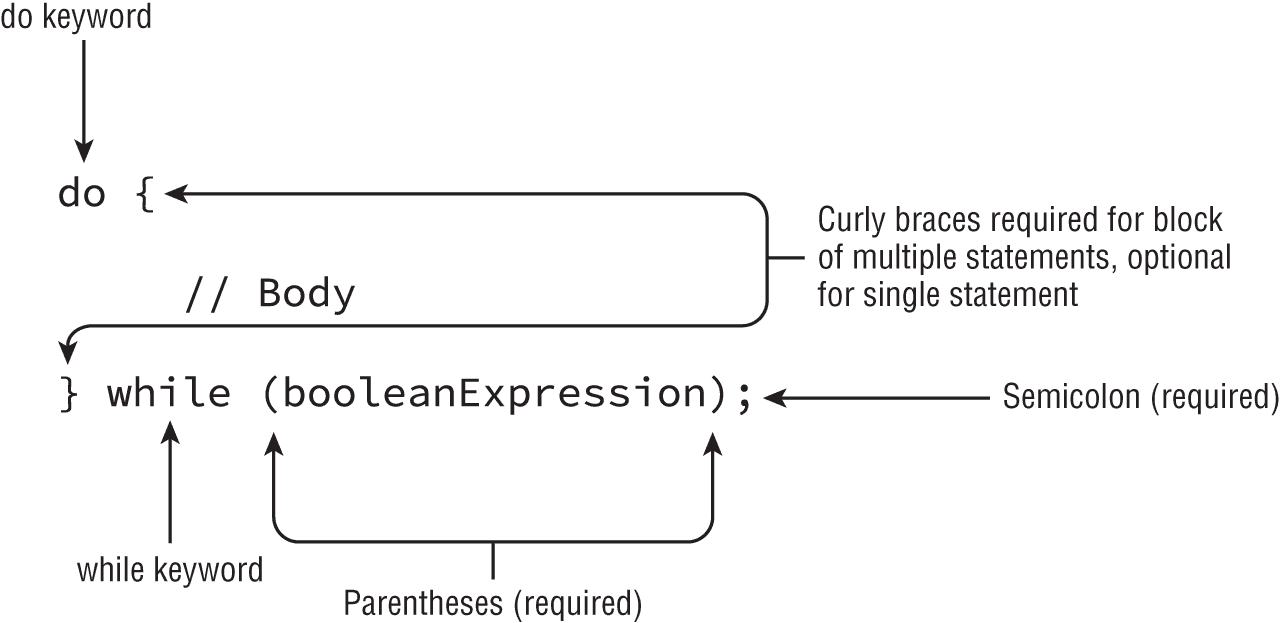 do keyword
do {
Curly braces required for block
of multiple statements, optional
for single statement
// Body
} while (booleanExpression);
Semicolon (required)
while keyword
Parentheses (required)